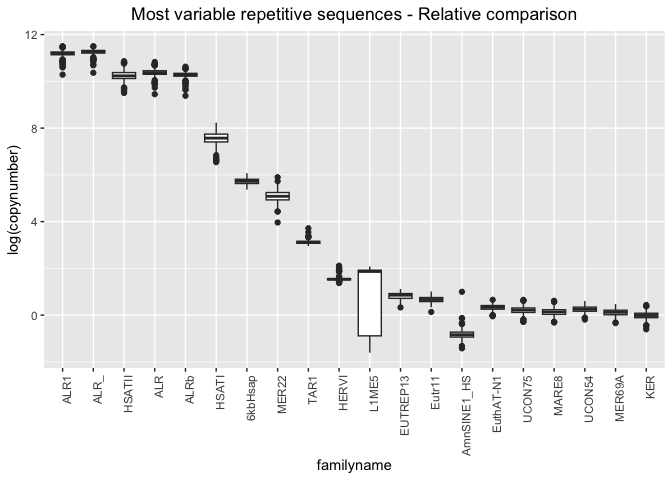 Most variable repetitive sequences - Relative comparison
12
8
4
0
log(copynumber)
ALR1
ALR_
HSATII
ALR
ALRb
HSATI
6kbHsap
MER22
TAR1
HERVI
L1ME5
EUTREP13
Eutr11
AmnSINE1_HS
EuthAT-N1
UCON75
MARE8
UCON54
MER69A
KER
familyname